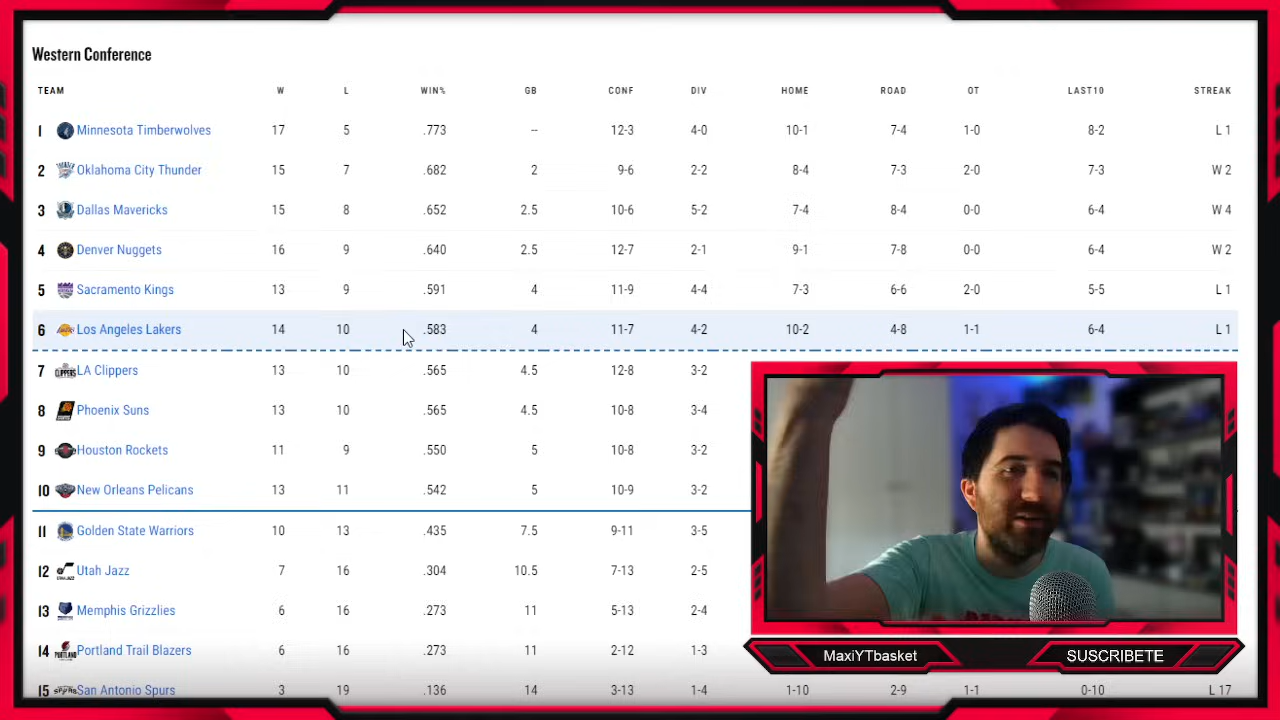 Western Conference
TEAM W L WIN% GB CONF DIV HOME ROAD OT LAST10 STREAK
1 Minnesota Timberwolves 17 5 .773 -- 12-3 4-0 10-1 7-4 1-0 8-2 L 1
2 Oklahoma City Thunder 15 7 .682 2 9-6 2-2 8-4 7-3 2-0 7-3 W 2
3 Dallas Mavericks 15 8 .652 2.5 10-6 5-2 7-4 8-4 0-0 6-4 W 4
4 Denver Nuggets 16 9 .640 2.5 12-7 2-1 9-1 7-8 0-0 6-4 W 2
5 Sacramento Kings 13 9 .591 4 11-9 4-4 7-3 6-6 2-0 5-5 L 1
6 Los Angeles Lakers 14 10 .583 4 11-7 4-2 10-2 4-8 1-1 6-4 L 1
7 LA Clippers 13 10 .565 4.5 12-8 3-2
8 Phoenix Suns 13 10 .565 4.5 10-8 3-4
9 Houston Rockets 11 9 .550 5 10-8 3-2
10 New Orleans Pelicans 13 11 .542 5 10-9 3-2
11 Golden State Warriors 10 13 .435 7.5 9-11 3-5
12 Utah Jazz 7 16 .304 10.5 7-13 2-5
13 Memphis Grizzlies 6 16 .273 11 5-13 2-4
14 Portland Trail Blazers 6 16 .273 11 2-12 1-3
15 San Antonio Spurs 3 19 .136 14 3-13 1-4 1-10 2-9 1-1 0-10 L 17
MaxiYTbasket
SUSCRIBETE